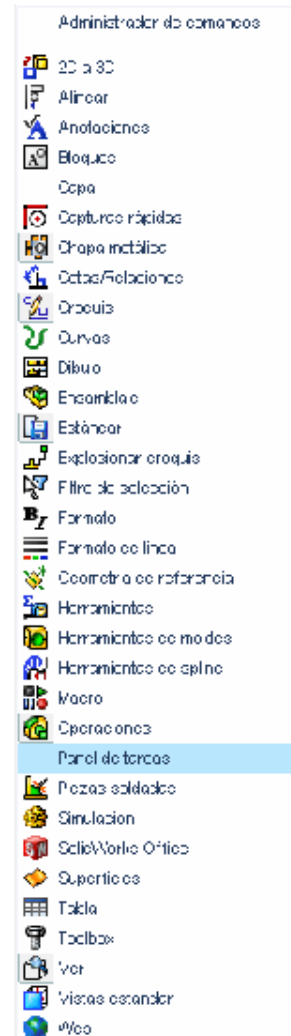 Administrador de comandos
2D a 3D
Alinear
Anotaciones
Bloques
Capa
Capturas rápidas
Chapa metálica
Cotas/Relaciones
Croquis
Curvas
Dibujo
Ensamblaje
Estándar
Explosionar croquis
Filtro de selección
Formato
Formato de línea
Geometría de referencia
Herramientas
Herramientas de moldes
Herramientas de spline
Macro
Operaciones
Panel de tareas
Piezas soldadas
Simulación
SolidWorks Office
Superficies
Tabla
Toolbox
Ver
Vistas estándar
Web